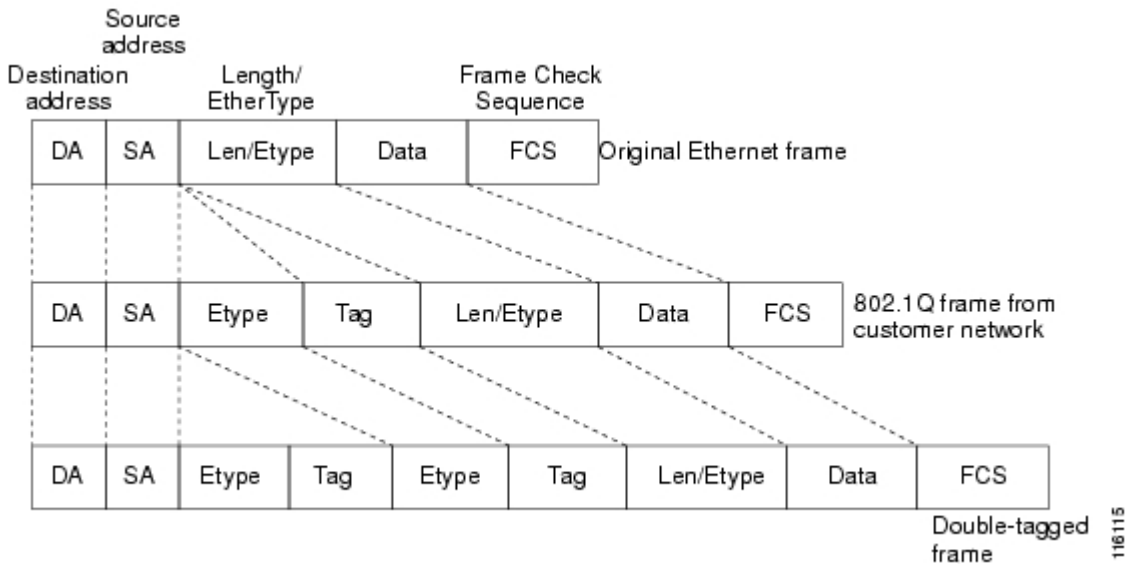 Source
address
Destination
address
Length/
EtherType
Frame Check
Sequence
DA SA Len/Etype Data FCS Original Ethernet frame
DA SA Etype Tag Len/Etype Data FCS 802.1Q frame from
customer network
DA SA Etype Tag Etype Tag Len/Etype Data FCS
Double-tagged
frame
116115